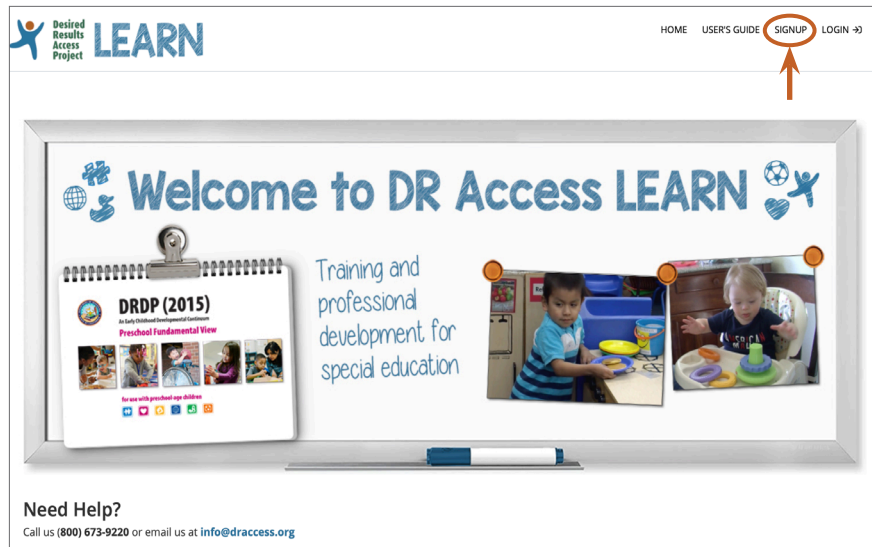 Desired
Results
Access
Project
LEARN
HOME USER'S GUIDE SIGNUP LOGIN
Welcome to DR Access LEARN
DRDP (2015)
An Early Childhood Developmental Continuum
Preschool Fundamental View
for use with preschool-age children
Training and
professional
development for
special education
Need Help?
Call us (800) 673-9220 or email us at info@draccess.org